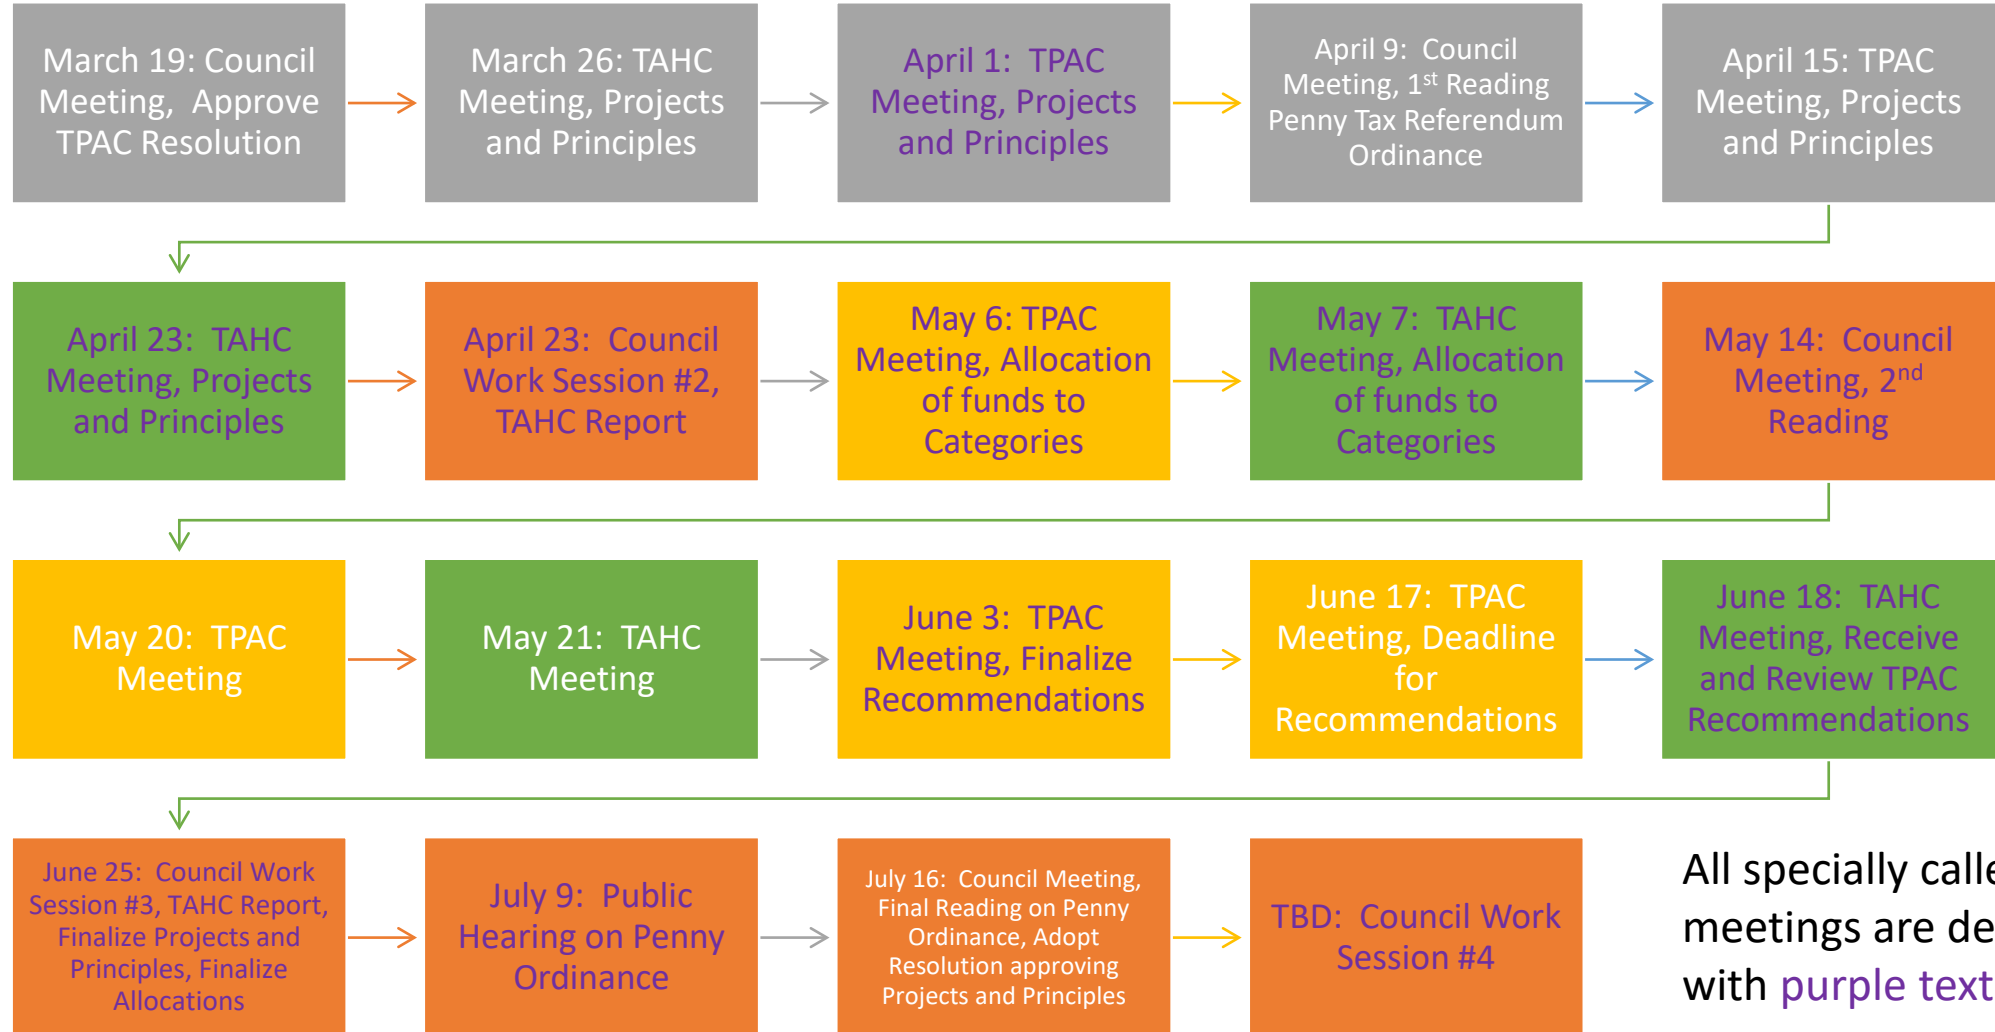 March 19: Council
Meeting, Approve
TPAC Resolution
March 26: TAHC
Meeting, Projects
and Principles
April 1: TPAC
Meeting, Projects
and Principles
April 9: Council
Meeting, 1st Reading
Penny Tax Referendum
Ordinance
April 15: TPAC
Meeting, Projects
and Principles
April 23: TAHC
Meeting, Projects
and Principles
April 23: Council
Work Session #2,
TAHC Report
May 6: TPAC
Meeting, Allocation
of funds to
Categories
May 7: TAHC
Meeting, Allocation
of funds to
Categories
May 14: Council
Meeting, 2nd
Reading
May 20: TPAC
Meeting
May 21: TAHC
Meeting
June 3: TPAC
Meeting, Finalize
Recommendations
June 17: TPAC
Meeting, Deadline
for
Recommendations
June 18: TAHC
Meeting, Receive
and Review TPAC
Recommendations
June 25: Council Work
Session #3, TAHC Report,
Finalize Projects and
Principles, Finalize
Allocations
July 9: Public
Hearing on Penny
Ordinance
July 16: Council Meeting,
Final Reading on Penny
Ordinance, Adopt
Resolution approving
Projects and Principles
TBD: Council Work
Session #4
All specially
meetings are
with purple text